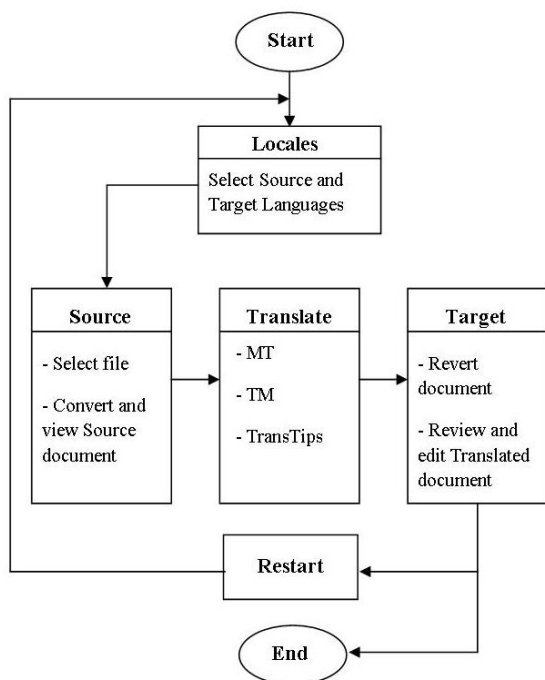 Start
Locales
Select Source and
Target Languages
Source
- Select file
- Convert and
view Source
document
Translate
- MT
- TM
- TransTips
Target
- Revert
document
- Review and
edit Translated
document
Restart
End